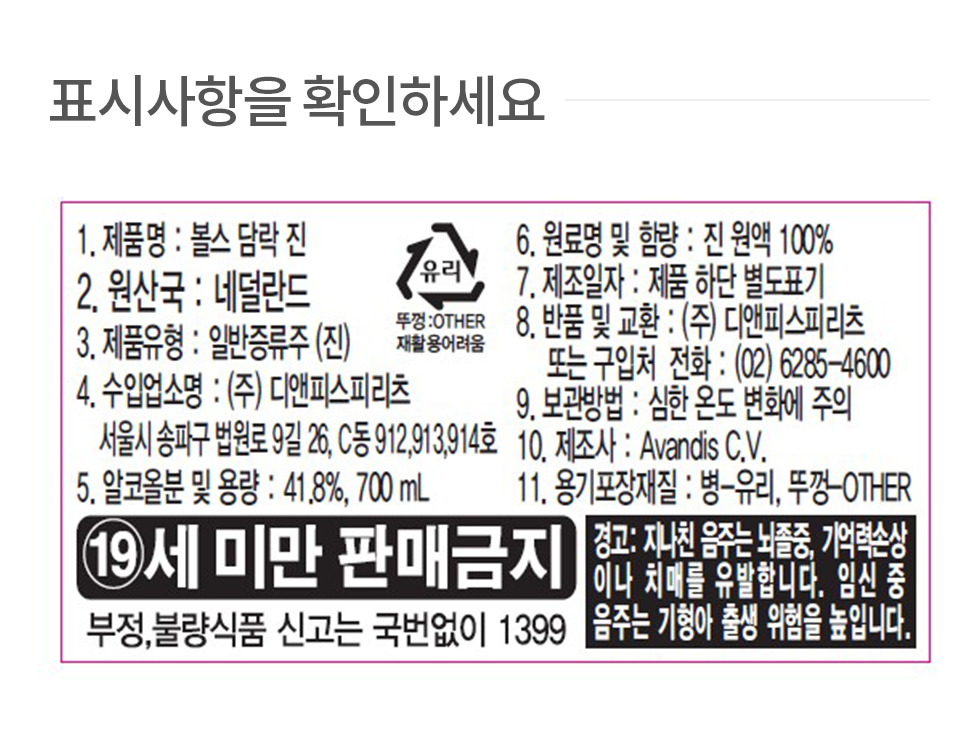 표시사항을 확인하세요
1. 제품명 : 볼스 담락 진
2. 원산국 : 네덜란드
3. 제품유형 : 일반증류주 (진)
4. 수입업소명 : (주) 디앤피스피리츠
서울시 송파구 법원로 9길 26, C동 912,913,914호
5. 알코올분 및 용량 : 41.8%, 700 mL
유리
뚜껑:OTHER
재활용어려움
6. 원료명 및 함량 : 진 원액 100%
7. 제조일자 : 제품 하단 별도표기
8. 반품 및 교환 : (주) 디앤피스피리츠
또는 구입처 전화 : (02) 6285-4600
9. 보관방법 : 심한 온도 변화에 주의
10. 제조사 : Avandis C.V.
11. 용기포장재질 : 병-유리, 뚜껑-OTHER
19세 미만 판매금지
부정,불량식품 신고는 국번없이 1399
경고: 지나친 음주는 뇌졸중, 기억력손상
이나 치매를 유발합니다. 임신 중
음주는 기형아 출생 위험을 높입니다.